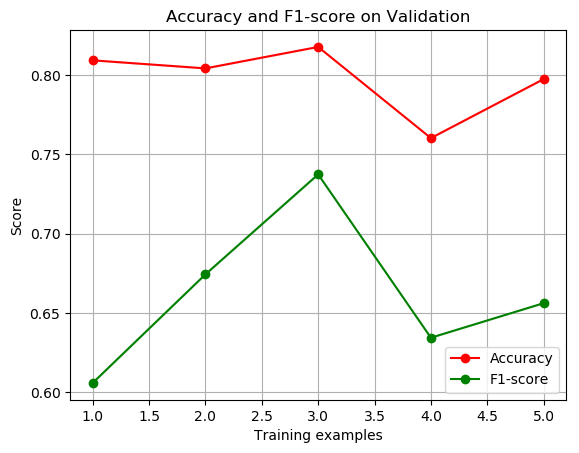 Accuracy and F1-score on Validation
Score
0.80
0.75
0.70
0.65
0.60
1.0 1.5 2.0 2.5 3.0 3.5 4.0 4.5 5.0
Training examples
Accuracy
F1-score